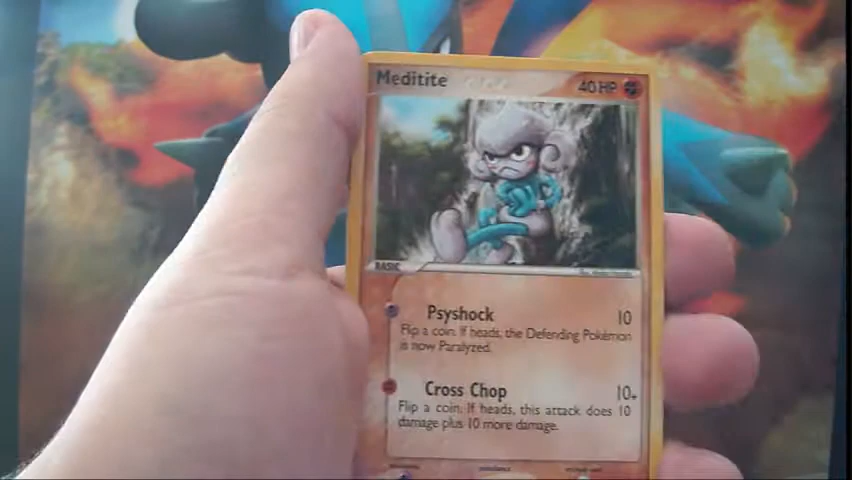 Meditite
40 HP
BASIC
Psyshock 10
Flip a coin. If heads, the Defending Pokémon
is now Paralyzed.
Cross Chop 10+
Flip a coin. If heads, this attack does 10
damage plus 10 more damage.